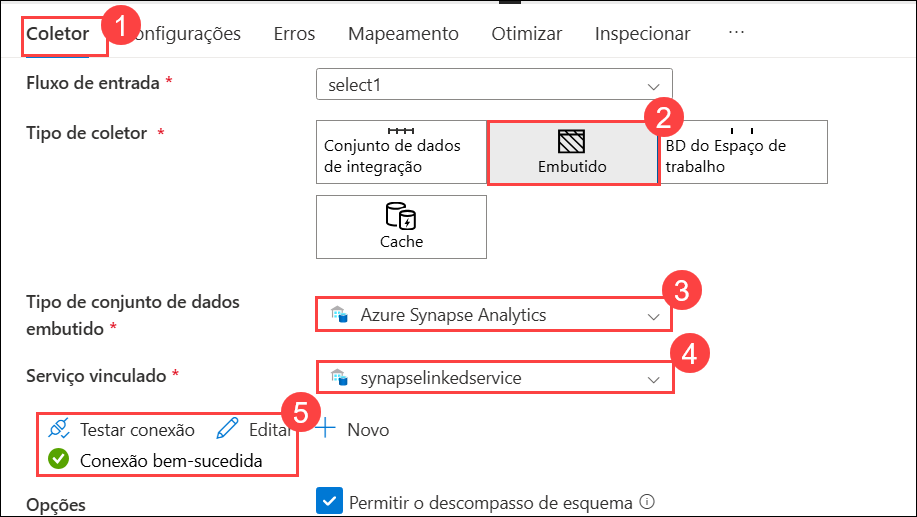 Coletor 1 onfigurações Erros Mapeamento Otimizar Inspecionar ...
Fluxo de entrada * select1
2
Tipo de coletor * Conjunto de dados de integração Embutido BD do Espaço de trabalho
Cache
3
Tipo de conjunto de dados embutido * Azure Synapse Analytics
4
Serviço vinculado * synapselinkedservice
5
Testar conexão Editar Novo
Conexão bem-sucedida
Opções Permitir o descompasso de esquema